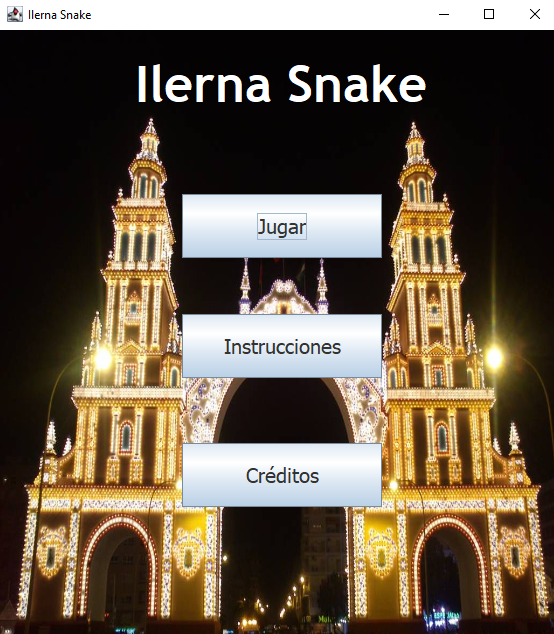 Ilerna Snake
Ilerna Snake
Jugar
Instrucciones
Créditos